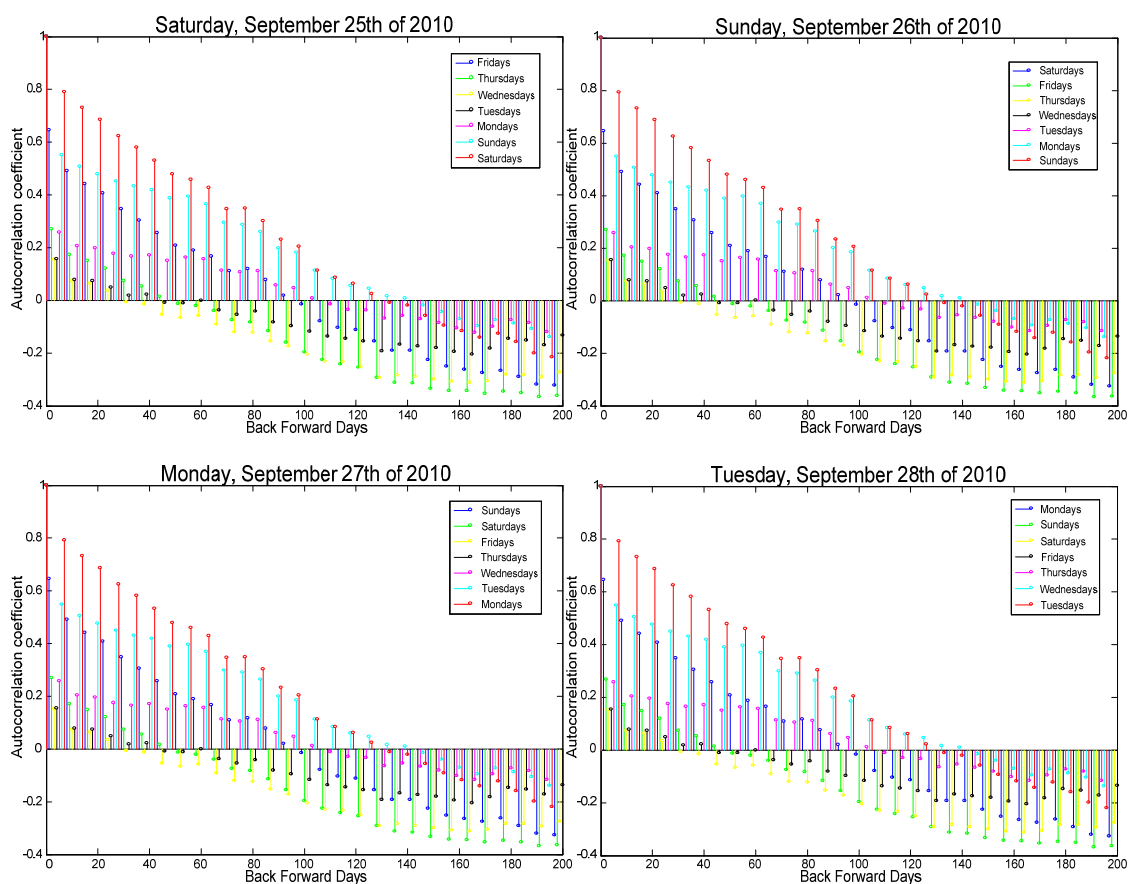 Saturday, September 25th of 2010
Autocorrelation coefficient
1
0.8
0.6
0.4
0.2
0
-0.2
-0.4
Fridays
Thursdays
Wednesdays
Tuesdays
Mondays
Sundays
Saturdays
0 20 40 60 80 100 120 140 160 180 200
Back Forward Days
Sunday, September 26th of 2010
Autocorrelation coefficient
1
0.8
0.6
0.4
0.2
0
-0.2
-0.4
Saturdays
Fridays
Thursdays
Wednesdays
Tuesdays
Mondays
Sundays
0 20 40 60 80 100 120 140 160 180 200
Back Forward Days
Monday, September 27th of 2010
Autocorrelation coefficient
1
0.8
0.6
0.4
0.2
0
-0.2
-0.4
Sundays
Saturdays
Fridays
Thursdays
Wednesdays
Tuesdays
Mondays
0 20 40 60 80 100 120 140 160 180 200
Back Forward Days
Tuesday, September 28th of 2010
Autocorrelation coefficient
1
0.8
0.6
0.4
0.2
0
-0.2
-0.4
Mondays
Sundays
Saturdays
Fridays
Thursdays
Wednesdays
Tuesdays
0 20 40 60 80 100 120 140 160 180 200
Back Forward Days